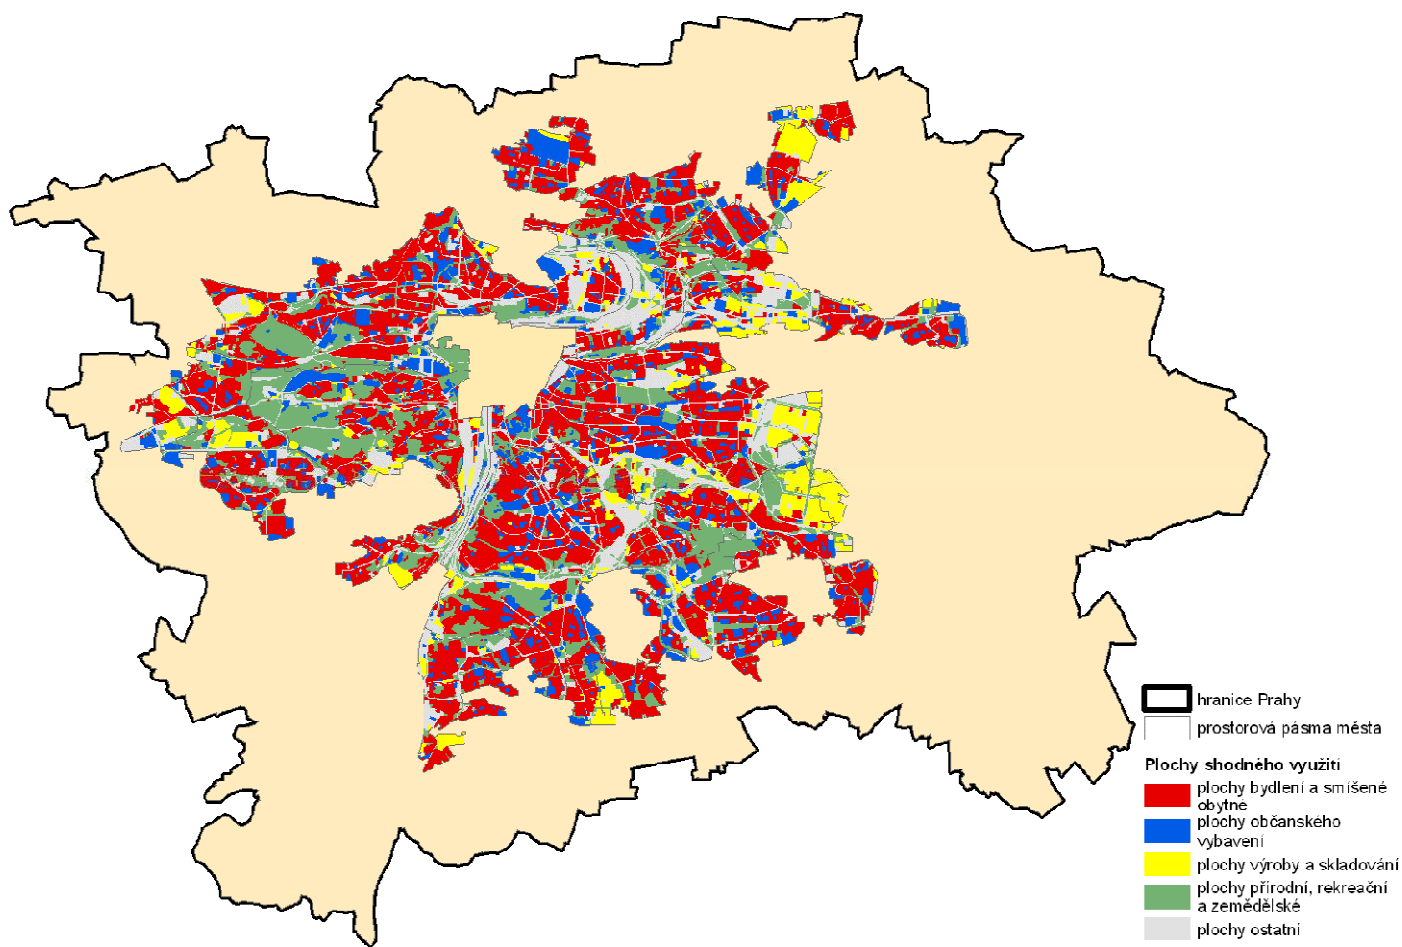 hranice Prahy
prostorová pásma města
Plochy shodného využití
plochy bydlení a smíšené
obytné
plochy občanského
vybavení
plochy výroby a skladování
plochy přírodní, rekreační
a zemědělské
plochy ostatní